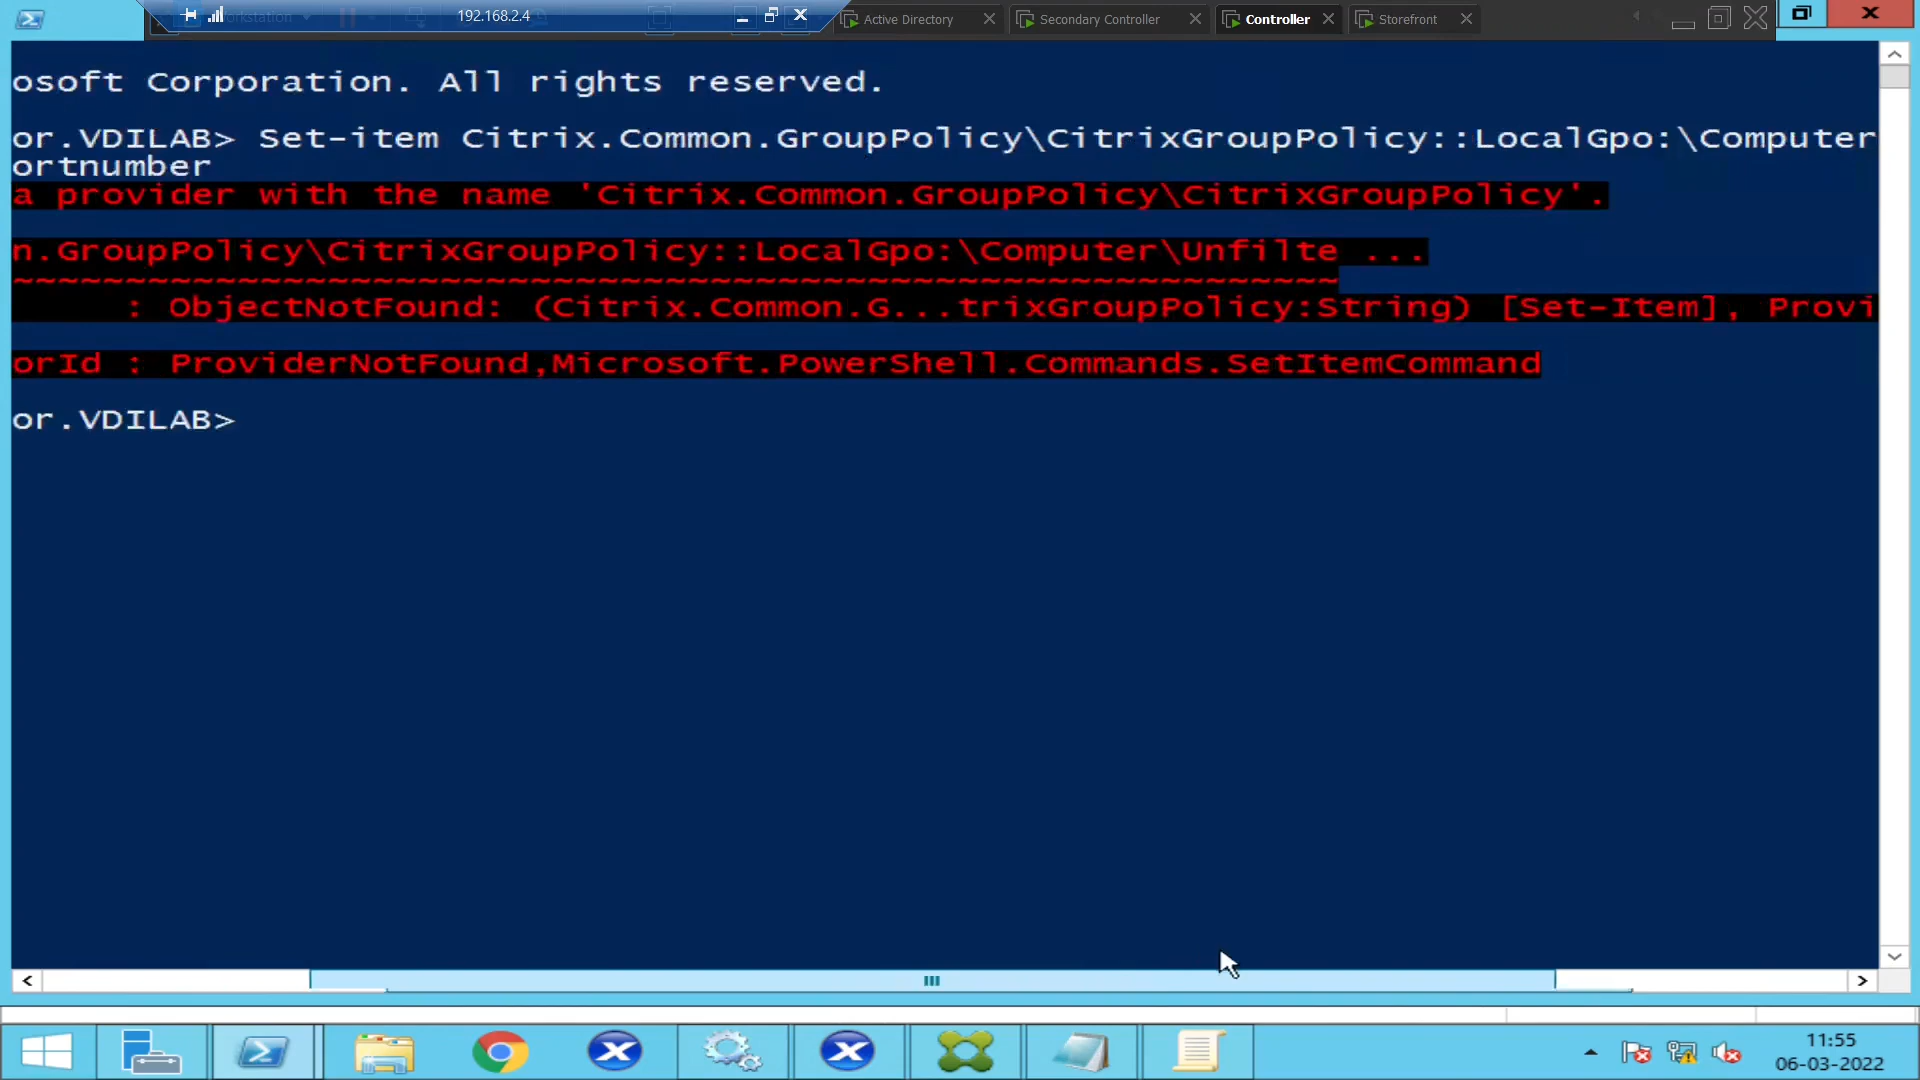 Workstation
192.168.2.4
Active Directory
Secondary Controller
Controller
Storefront
osoft Corporation. All rights reserved.
or.VDILAB> Set-item Citrix.Common.GroupPolicy\CitrixGroupPolicy::LocalGpo:\Computer
ortnumber
a provider with the name 'Citrix.Common.GroupPolicy\CitrixGroupPolicy'.
n.GroupPolicy\CitrixGroupPolicy::LocalGpo:\Computer\Unfilte ...
~~~~~~~~~~~~~~~~~~~~~~~~~~~~~~~~~~~~~~~~~~~~~~~~~~~~~~~~~~~
: ObjectNotFound: (Citrix.Common.G...trixGroupPolicy:String) [Set-Item], Provi
orId : ProviderNotFound,Microsoft.PowerShell.Commands.SetItemCommand
or.VDILAB>
11:55
06-03-2022